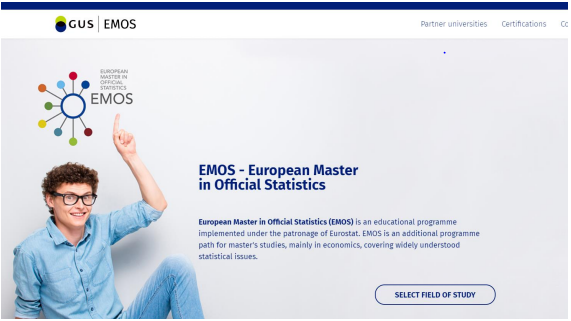 GUS | EMOS
Partner universities Certifications Co
EUROPEAN
MASTER IN
OFFICIAL
STATISTICS
EMOS
EMOS - European Master
in Official Statistics
European Master in Official Statistics (EMOS) is an educational programme
implemented under the patronage of Eurostat. EMOS is an additional programme
path for master's studies, mainly in economics, covering widely understood
statistical issues.
SELECT FIELD OF STUDY